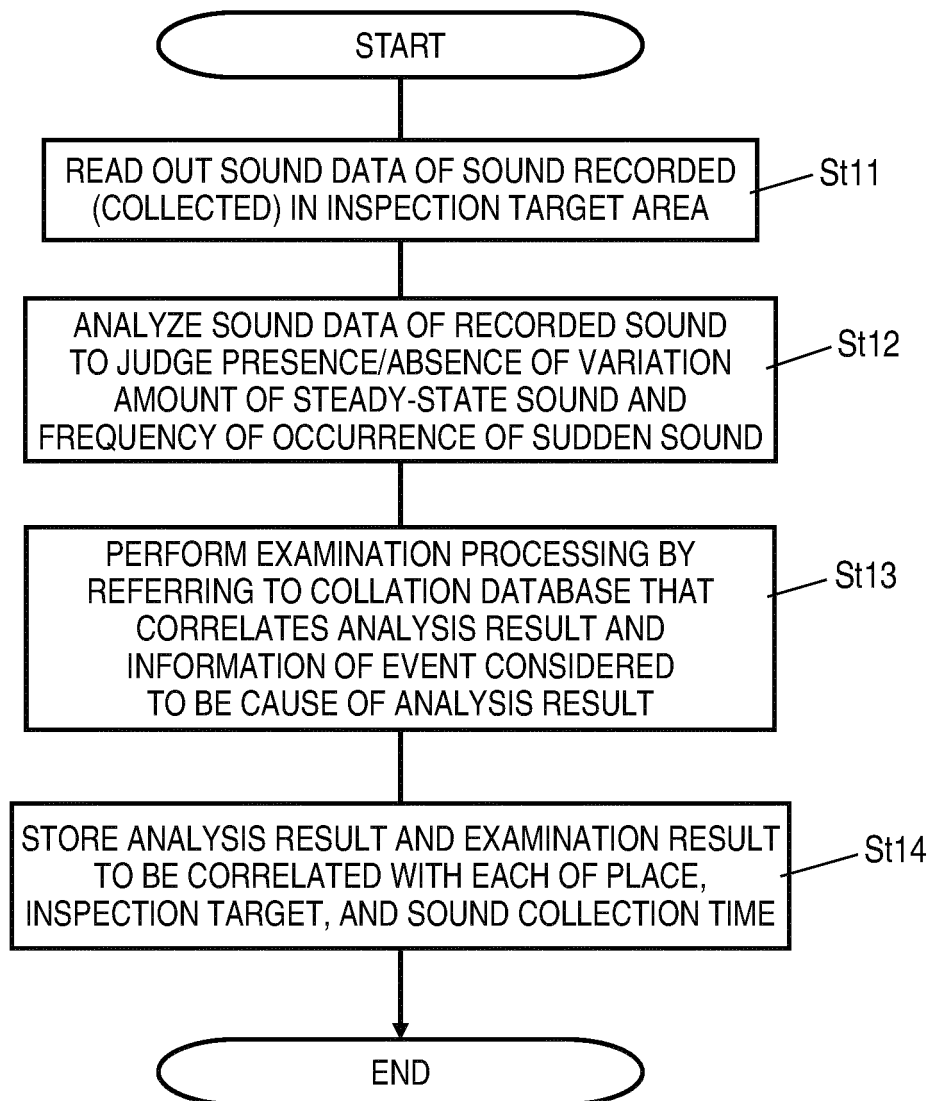 START
READ OUT SOUND DATA OF SOUND RECORDED
(COLLECTED) IN INSPECTION TARGET AREA
St11
ANALYZE SOUND DATA OF RECORDED SOUND
TO JUDGE PRESENCE/ABSENCE OF VARIATION
AMOUNT OF STEADY-STATE SOUND AND
FREQUENCY OF OCCURRENCE OF SUDDEN SOUND
St12
PERFORM EXAMINATION PROCESSING BY
REFERRING TO COLLATION DATABASE THAT
CORRELATES ANALYSIS RESULT AND
INFORMATION OF EVENT CONSIDERED
TO BE CAUSE OF ANALYSIS RESULT
St13
STORE ANALYSIS RESULT AND EXAMINATION RESULT
TO BE CORRELATED WITH EACH OF PLACE,
INSPECTION TARGET, AND SOUND COLLECTION TIME
St14
END